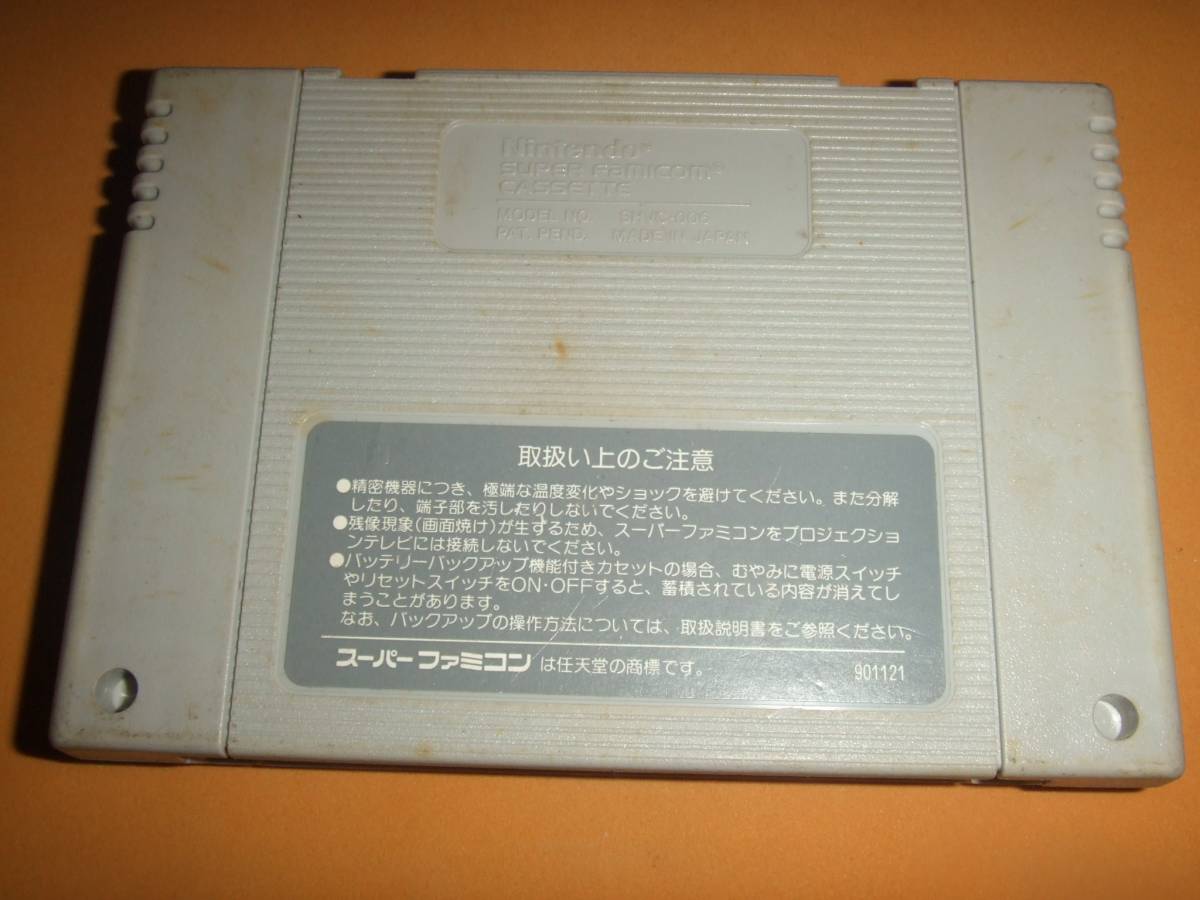 Nintendo®
SUPER FAMICOM®
CASSETTE
MODEL NO. SHVC-006
PAT. PEND. MADE IN JAPAN
取扱い上のご注意
●精密機器につき、極端な温度変化やショックを避けてください。また分解
したり、端子部を汚したりしないでください。
●残像現象(画面焼け)が生ずるため、スーパーファミコンをプロジェクショ
ンテレビには接続しないでください。
●バッテリーバックアップ機能付きカセットの場合、むやみに電源スイッチ
やリセットスイッチをON・OFFすると、蓄積されている内容が消えてし
まうことがあります。
なお、バックアップの操作方法については、取扱説明書をご参照ください。
スーパーファミコン は任天堂の商標です。 901121